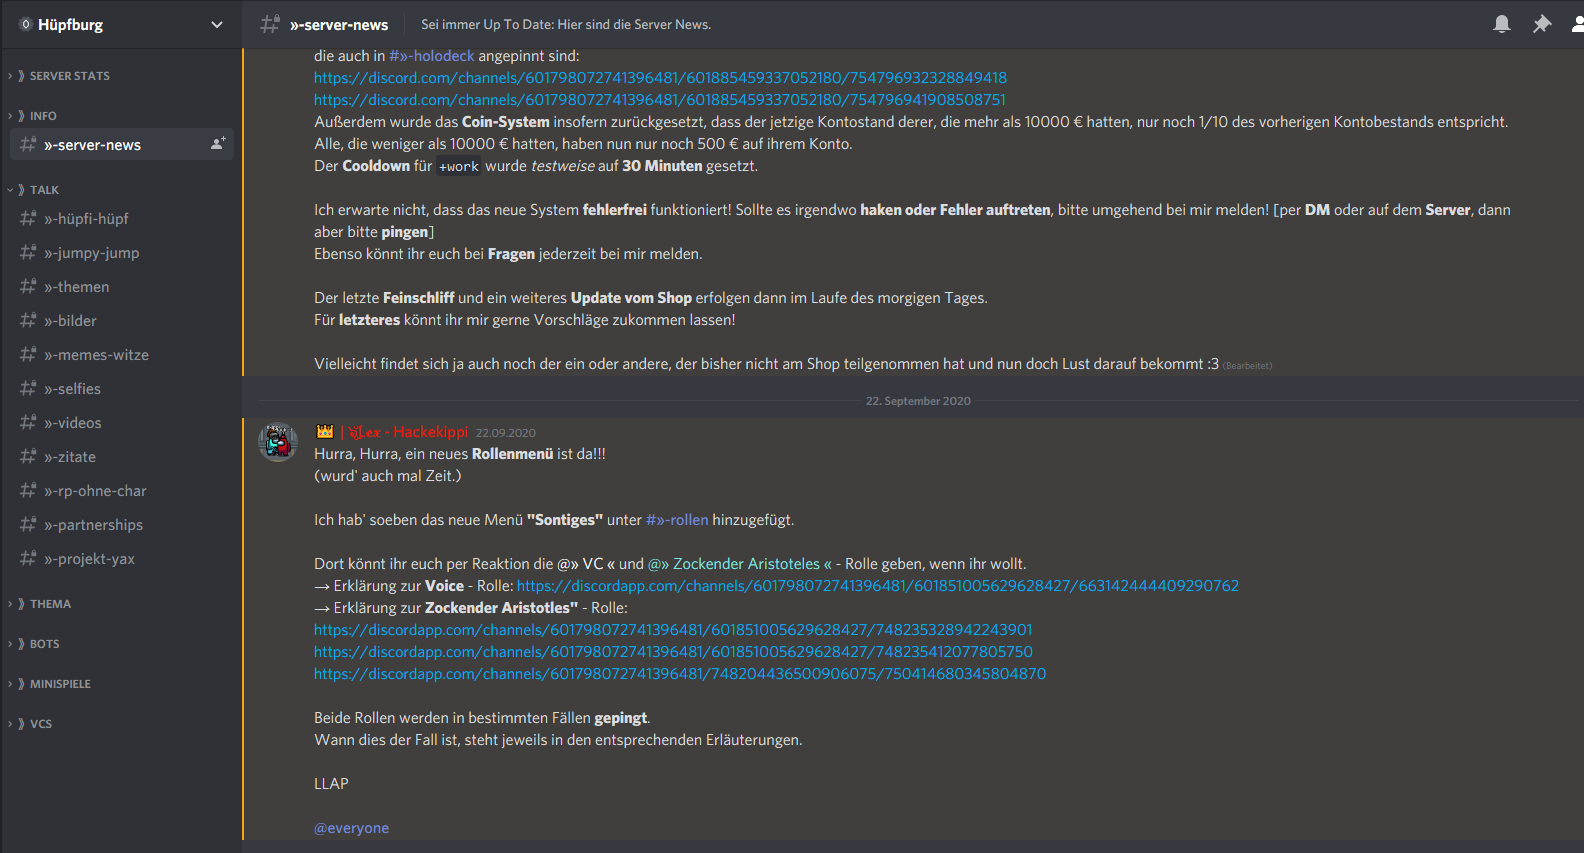 Hüpfburg
»-server-news
Sei immer Up To Date: Hier sind die Server News.
⟫ SERVER STATS
⟫ INFO
»-server-news
⟫ TALK
»-hüpfi-hüpf
»-jumpy-jump
»-themen
»-bilder
»-memes-witze
»-selfies
»-videos
»-zitate
»-rp-ohne-char
»-partnerships
»-projekt-yax
⟫ THEMA
⟫ BOTS
⟫ MINISPIELE
⟫ VCS
die auch in #»-holodeck angepinnt sind:
https://discord.com/channels/601798072741396481/601885459337052180/754796932328849418
https://discord.com/channels/601798072741396481/601885459337052180/754796941908508751
Außerdem wurde das Coin-System insofern zurückgesetzt, dass der jetzige Kontostand derer, die mehr als 10000 € hatten, nur noch 1/10 des vorherigen Kontobestands entspricht.
Alle, die weniger als 10000 € hatten, haben nun nur noch 500 € auf ihrem Konto.
Der Cooldown für +work wurde testweise auf 30 Minuten gesetzt.
Ich erwarte nicht, dass das neue System fehlerfrei funktioniert! Sollte es irgendwo haken oder Fehler auftreten, bitte umgehend bei mir melden! [per DM oder auf dem Server, dann
aber bitte pingen]
Ebenso könnt ihr euch bei Fragen jederzeit bei mir melden.
Der letzte Feinschliff und ein weiteres Update vom Shop erfolgen dann im Laufe des morgigen Tages.
Für letzteres könnt ihr mir gerne Vorschläge zukommen lassen!
Vielleicht findet sich ja auch noch der ein oder andere, der bisher nicht am Shop teilgenommen hat und nun doch Lust darauf bekommt :3 (Bearbeitet)
22. September 2020
| 𝕷𝖊𝖝 - Hackekippi 22.09.2020
Hurra, Hurra, ein neues Rollenmenü ist da!!!
(wurd' auch mal Zeit.)
Ich hab' soeben das neue Menü "Sontiges" unter #»-rollen hinzugefügt.
Dort könnt ihr euch per Reaktion die @» VC « und @» Zockender Aristoteles « - Rolle geben, wenn ihr wollt.
→ Erklärung zur Voice - Rolle: https://discordapp.com/channels/601798072741396481/601851005629628427/663142444409290762
→ Erklärung zur Zockender Aristotles" - Rolle:
https://discordapp.com/channels/601798072741396481/601851005629628427/748235328942243901
https://discordapp.com/channels/601798072741396481/601851005629628427/748235412077805750
https://discordapp.com/channels/601798072741396481/748204436500906075/750414680345804870
Beide Rollen werden in bestimmten Fällen gepingt.
Wann dies der Fall ist, steht jeweils in den entsprechenden Erläuterungen.
LLAP
@everyone